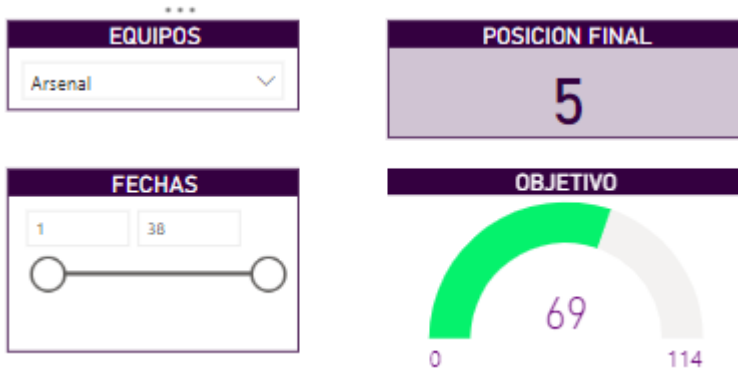 EQUIPOS
Arsenal
POSICION FINAL
5
FECHAS
1
38
OBJETIVO
69
0
114